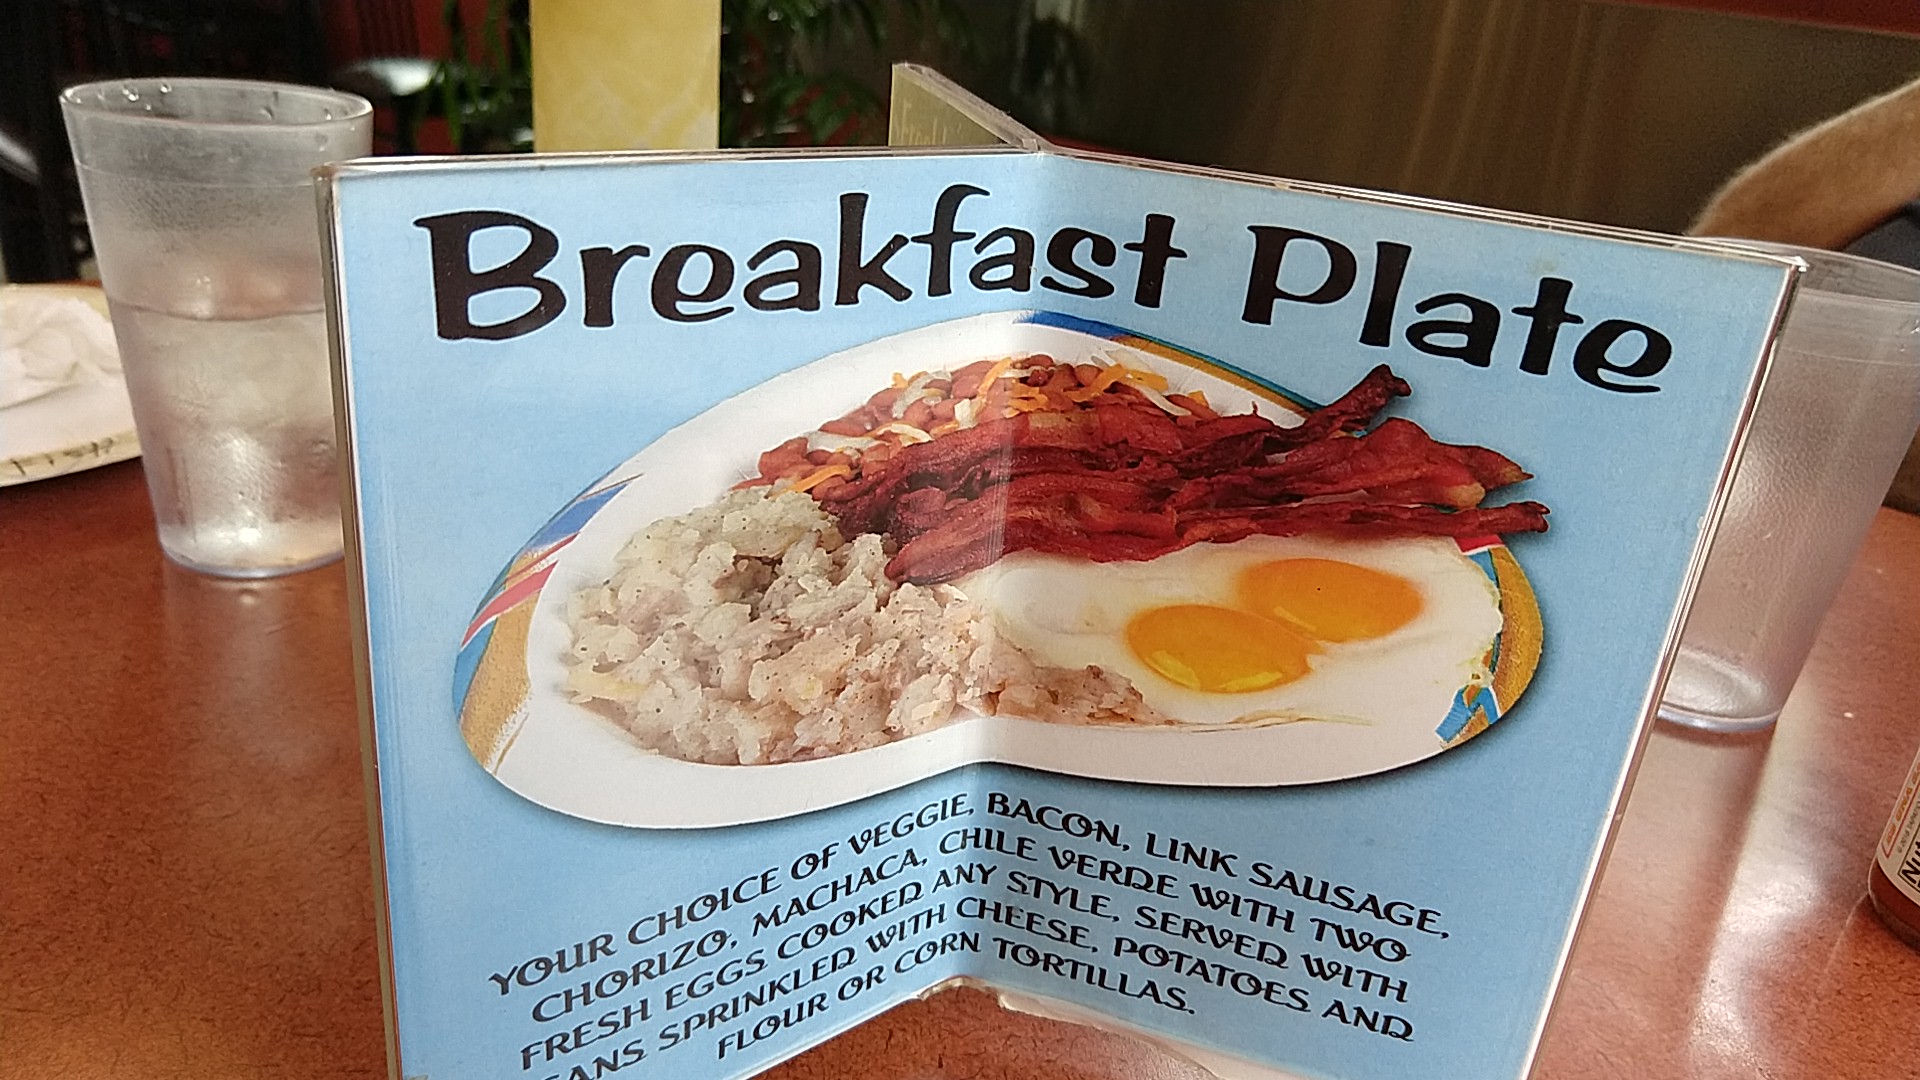 Breakfast Plate
YOUR CHOICE OF VEGGIE, BACON, LINK SAUSAGE,
CHORIZO, MACHACA, CHILE VERDE WITH TWO
FRESH EGGS COOKED ANY STYLE, SERVED WITH
EANS SPRINKLED WITH CHEESE, POTATOES AND
FLOUR OR CORN TORTILLAS.